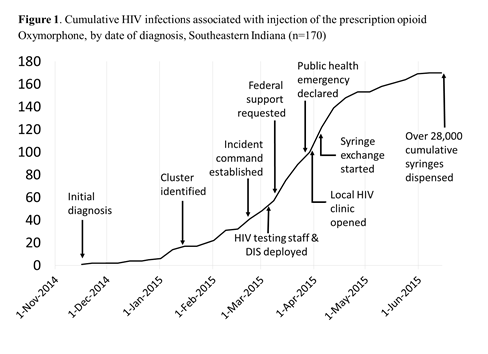 Figure 1. Cumulative HIV infections associated with injection of the prescription opioid
Oxymorphone, by date of diagnosis, Southeastern Indiana (n=170)
180
160
140
120
100
80
60
40
20
0
Initial
diagnosis
Cluster
identified
Incident
command
established
Federal
support
requested
Public health
emergency
declared
HIV testing staff &
DIS deployed
Syringe
exchange
started
Local HIV
clinic
opened
Over 28,000
cumulative
syringes
dispensed
1-Nov-2014
1-Dec-2014
1-Jan-2015
1-Feb-2015
1-Mar-2015
1-Apr-2015
1-May-2015
1-Jun-2015